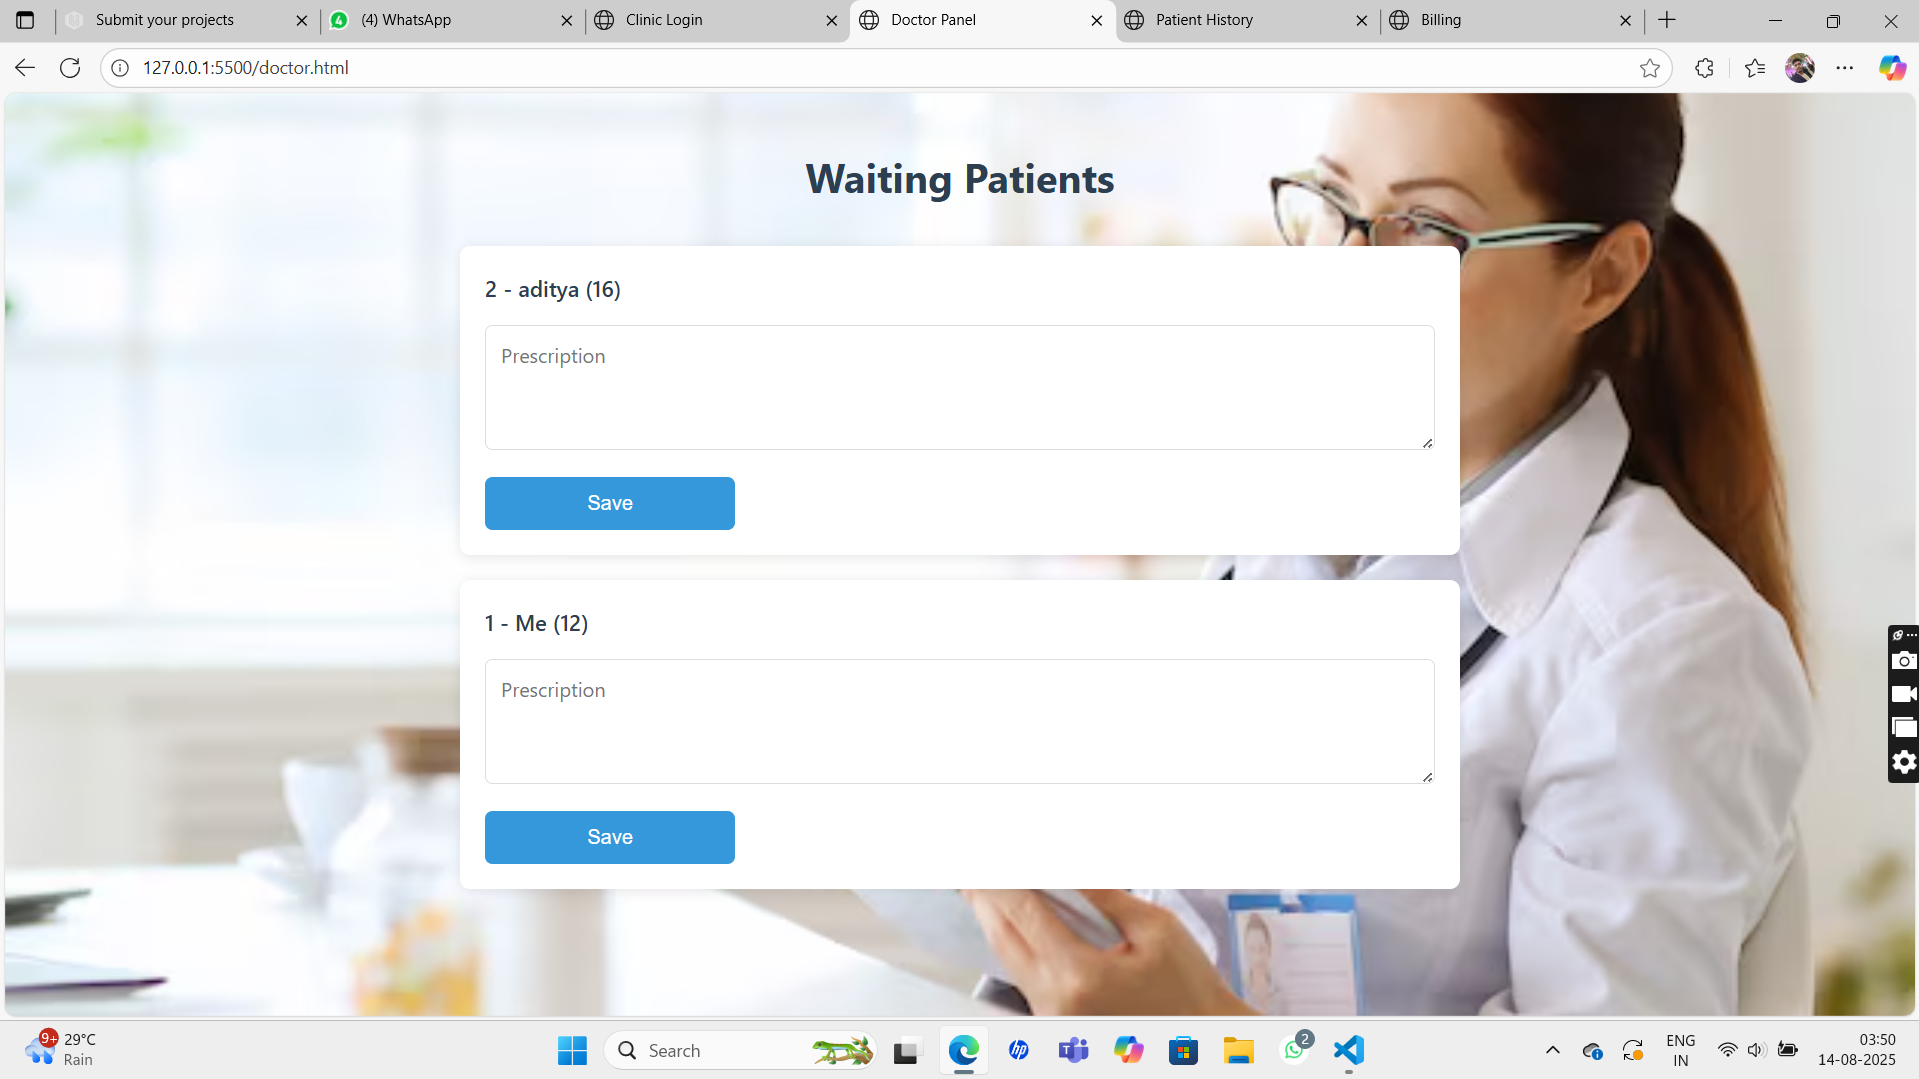 Submit your projects
(4) WhatsApp
Clinic Login
Doctor Panel
Patient History
Billing
127.0.0.1:5500/doctor.html
Waiting Patients
2 - aditya (16)
Prescription
Save
1 - Me (12)
Prescription
Save
9+
29°C
Rain
Search
hp
2
ENG
IN
03:50
14-08-2025